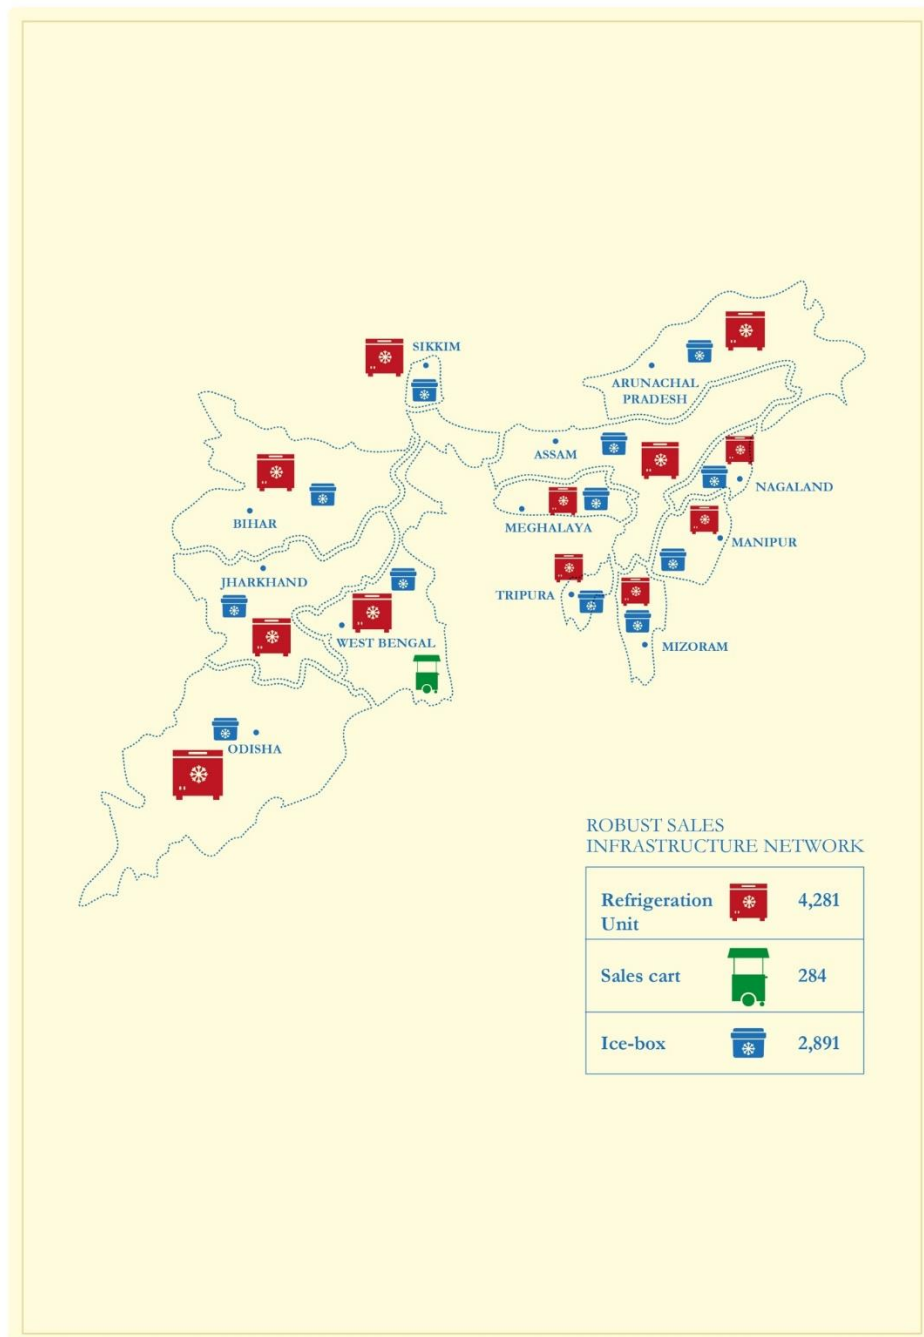 SIKKIM
ARUNACHAL
PRADESH
ASSAM
NAGALAND
BIHAR
MEGHALAYA
MANIPUR
JHARKHAND
TRIPURA
WEST BENGAL
MIZORAM
ODISHA
ROBUST SALES
INFRASTRUCTURE NETWORK
Refrigeration 4,281
Unit
Sales cart 284
Ice-box 2,891